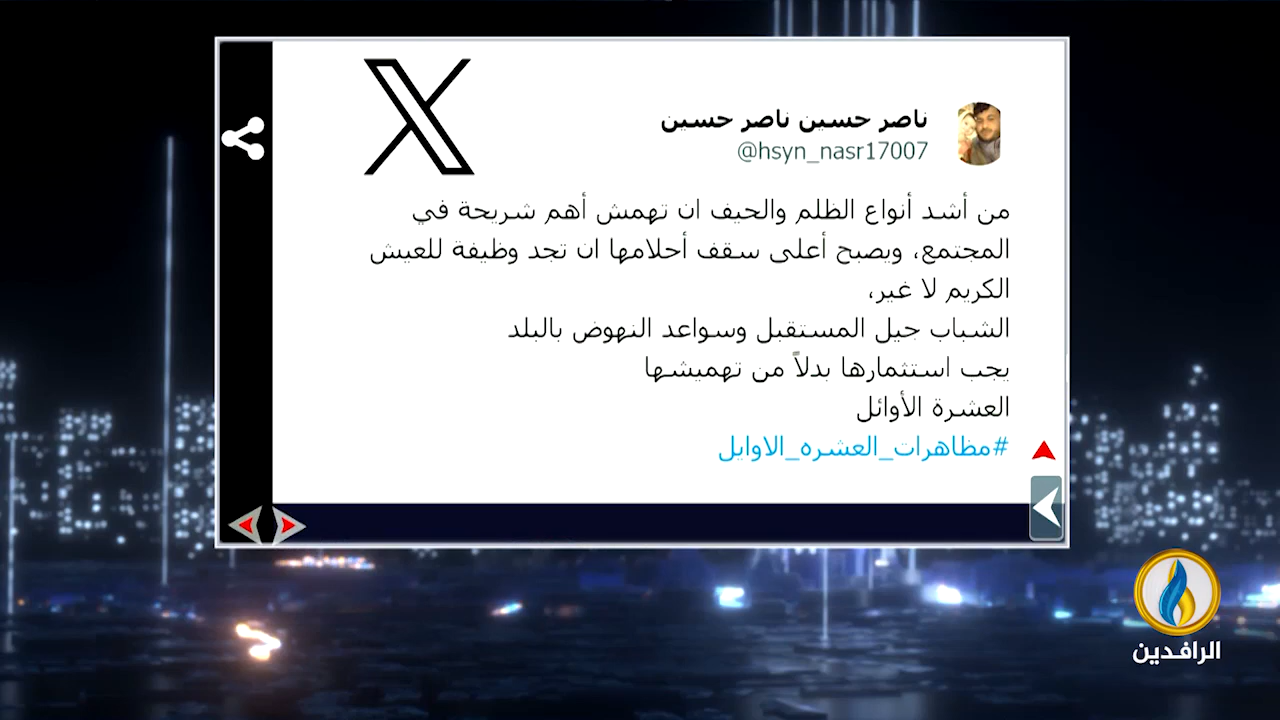 ناصر حسين ناصر حسين
@hsyn_nasr17007
من أشد أنواع الظلم والحيف ان تهمش أهم شريحة في
المجتمع، ويصبح أعلى سقف أحلامها ان تجد وظيفة للعيش
الكريم لا غير،
الشباب جيل المستقبل وسواعد النهوض بالبلد
يجب استثمارها بدلاً من تهميشها
العشرة الأوائل
#مظاهرات_العشره_الاوايل
الرافدين